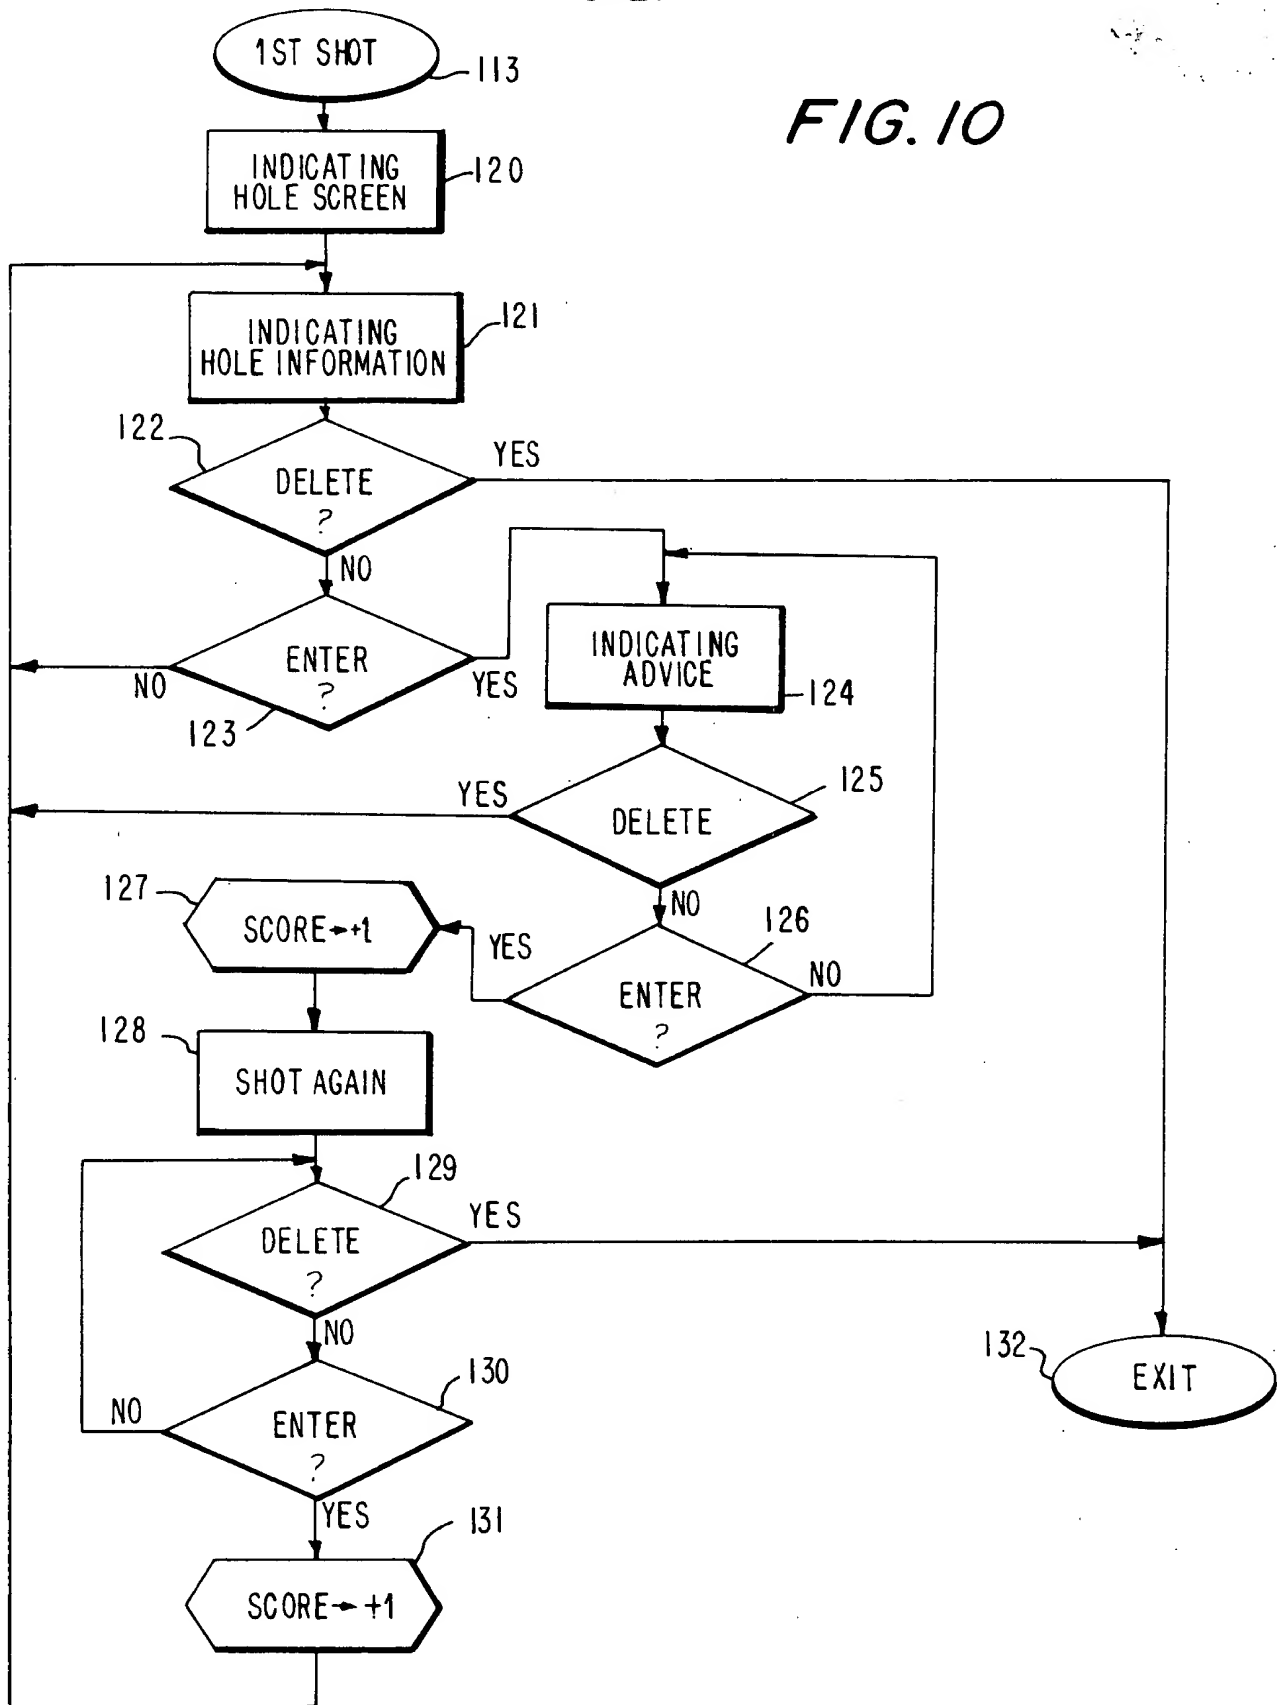 1ST SHOT
113
FIG. 10
INDICATING
HOLE SCREEN
120
INDICATING
HOLE INFORMATION
121
122
DELETE
?
YES
NO
ENTER
?
NO
YES
123
INDICATING
ADVICE
124
YES
DELETE
125
NO
127
SCORE→+1
YES
ENTER
?
126
NO
128
SHOT AGAIN
129
DELETE
?
YES
NO
130
ENTER
?
NO
YES
132
EXIT
131
SCORE→+1